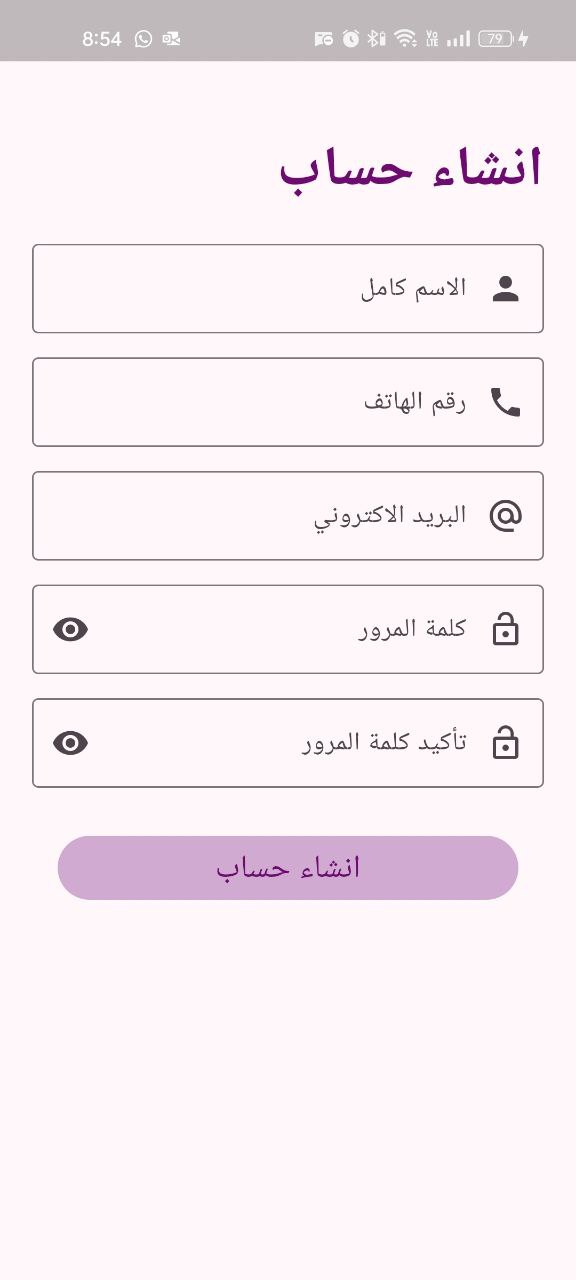 8:54
79
انشاء حساب
الاسم كامل
رقم الهاتف
البريد الاكتروني
كلمة المرور
تأكيد كلمة المرور
انشاء حساب